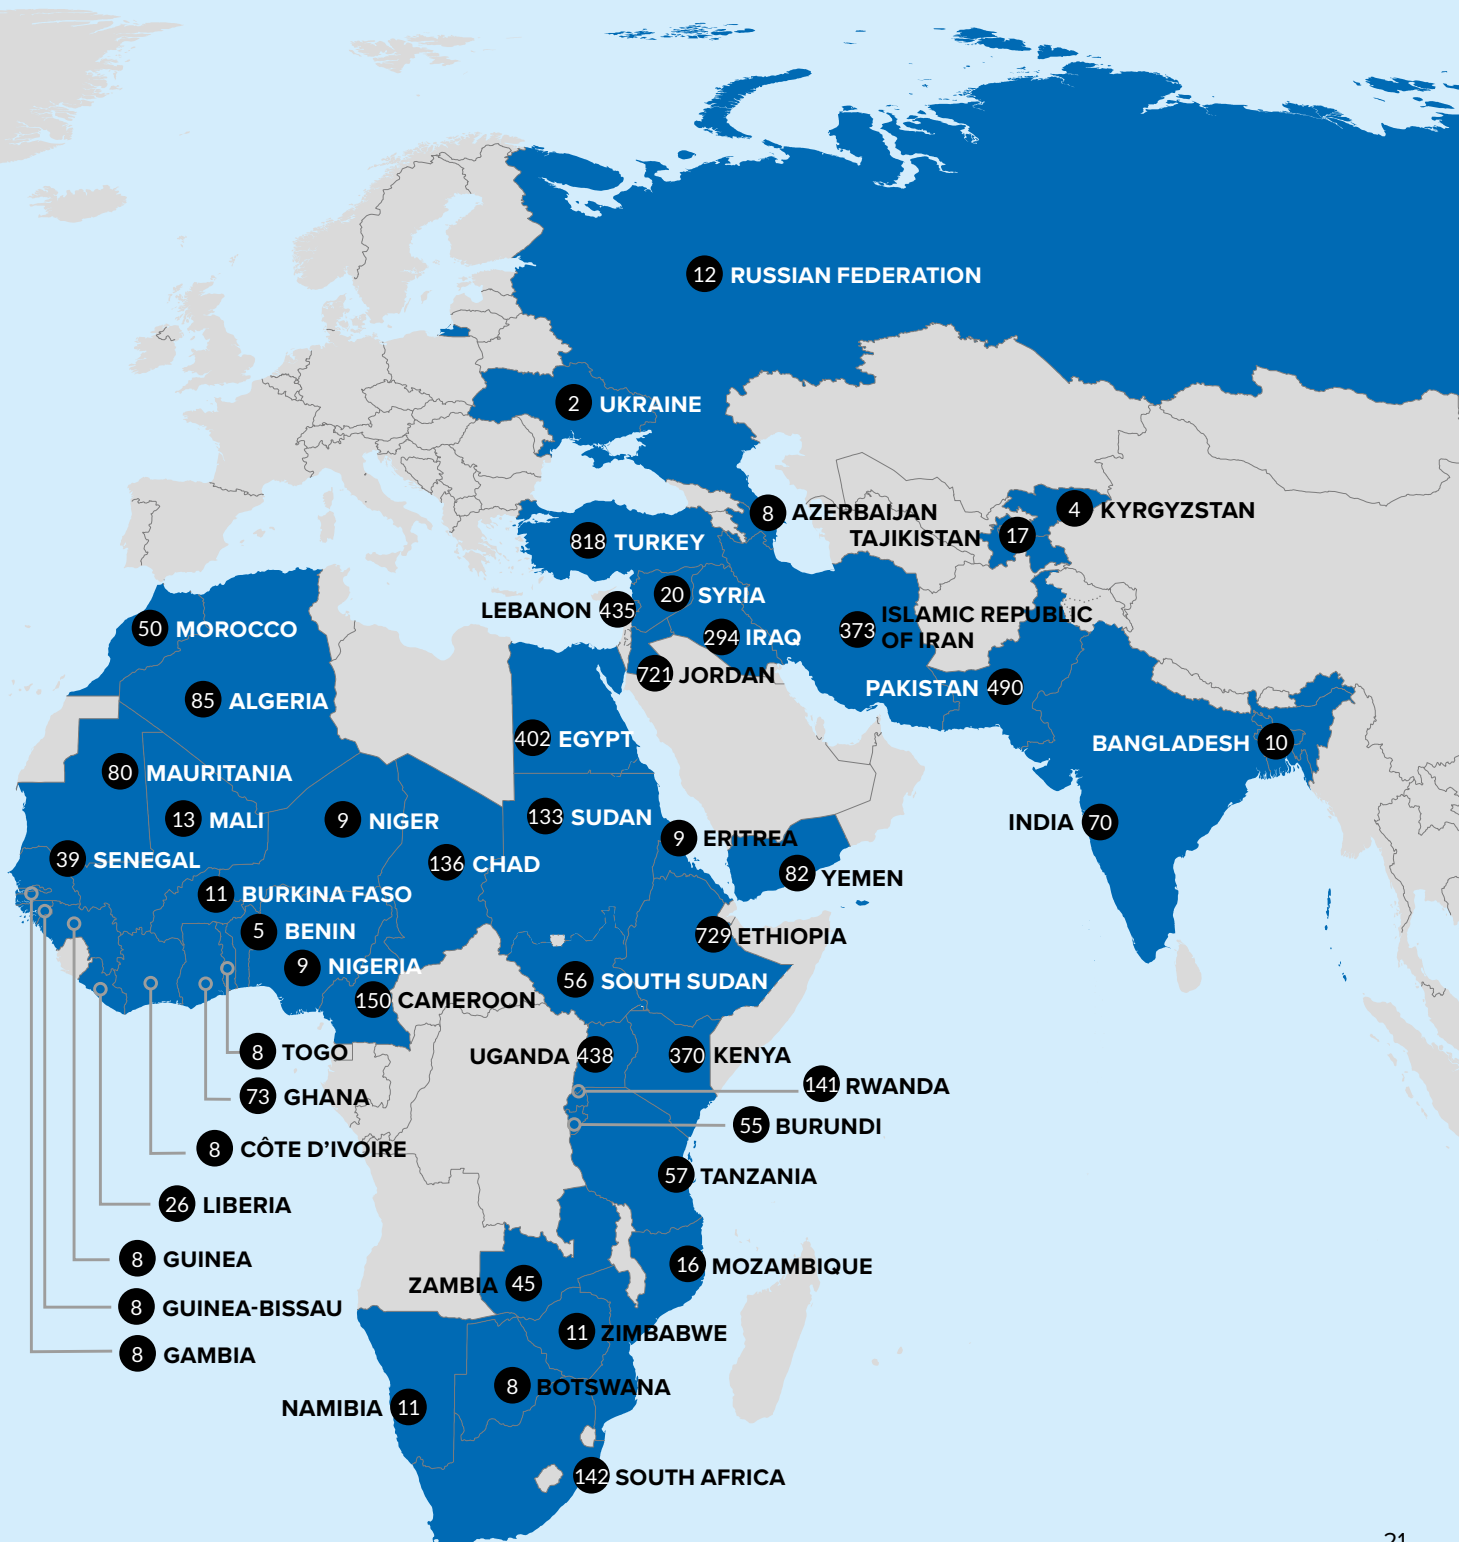 12 RUSSIAN FEDERATION
2 UKRAINE
8 AZERBAIJAN
4 KYRGYZSTAN
TAJIKISTAN 17
818 TURKEY
20 SYRIA
LEBANON 435
ISLAMIC REPUBLIC
373 OF IRAN
50 MOROCCO
294 IRAQ
721 JORDAN
PAKISTAN 490
85 ALGERIA
402 EGYPT
BANGLADESH 10
80 MAURITANIA
13 MALI
9 NIGER
133 SUDAN
INDIA 70
9 ERITREA
39 SENEGAL
136 CHAD
82 YEMEN
11 BURKINA FASO
5 BENIN
729 ETHIOPIA
9 NIGERIA
56 SOUTH SUDAN
150 CAMEROON
8 TOGO
UGANDA 438
370 KENYA
141 RWANDA
73 GHANA
55 BURUNDI
8 CÔTE D’IVOIRE
57 TANZANIA
26 LIBERIA
8 GUINEA
16 MOZAMBIQUE
ZAMBIA 45
8 GUINEA-BISSAU
11 ZIMBABWE
8 GAMBIA
8 BOTSWANA
NAMIBIA 11
142 SOUTH AFRICA
21